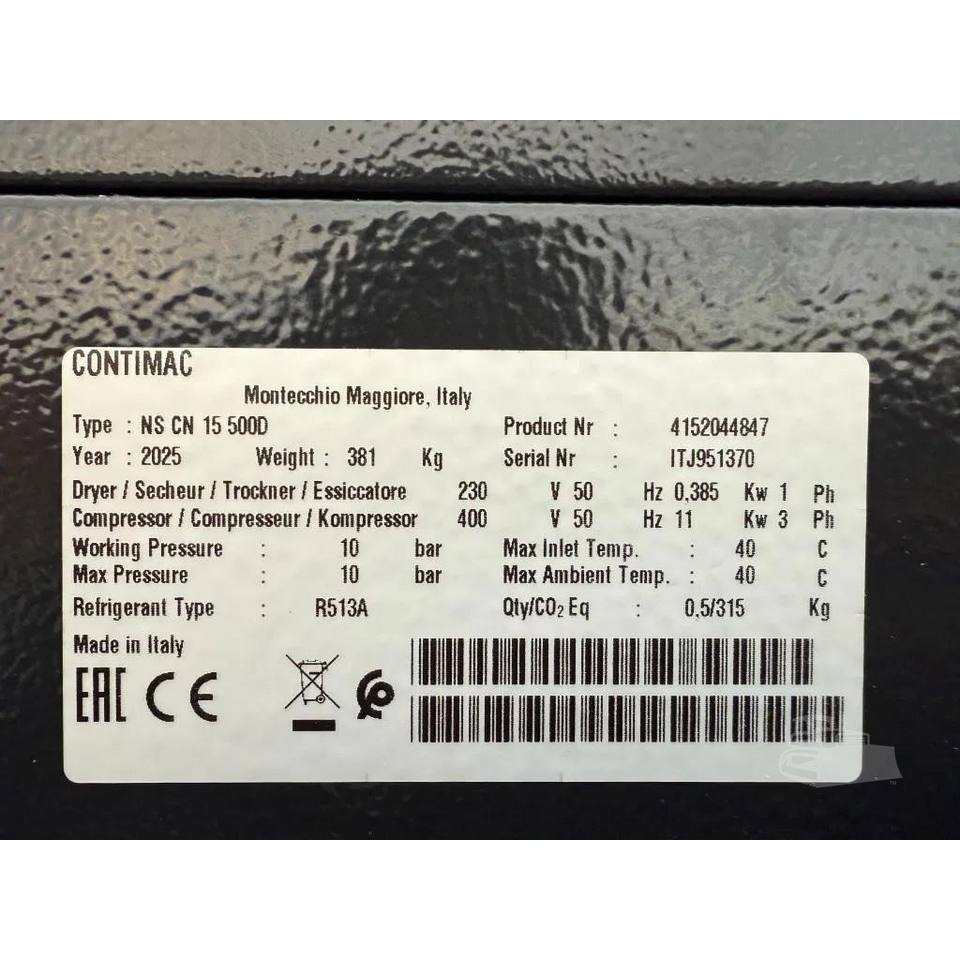 CONTIMAC
Montecchio Maggiore, Italy
Type : NS CN 15 500D Product Nr : 4152044847
Year : 2025 Weight : 381 Kg Serial Nr : ITJ951370
Dryer / Secheur / Trockner / Essiccatore 230 V 50 Hz 0,385 Kw 1 Ph
Compressor / Compresseur / Kompressor 400 V 50 Hz 11 Kw 3 Ph
Working Pressure : 10 bar Max Inlet Temp. : 40 C
Max Pressure : 10 bar Max Ambient Temp. : 40 C
Refrigerant Type : R513A Qty/CO₂ Eq : 0,5/315 Kg
Made in Italy
EAC CE